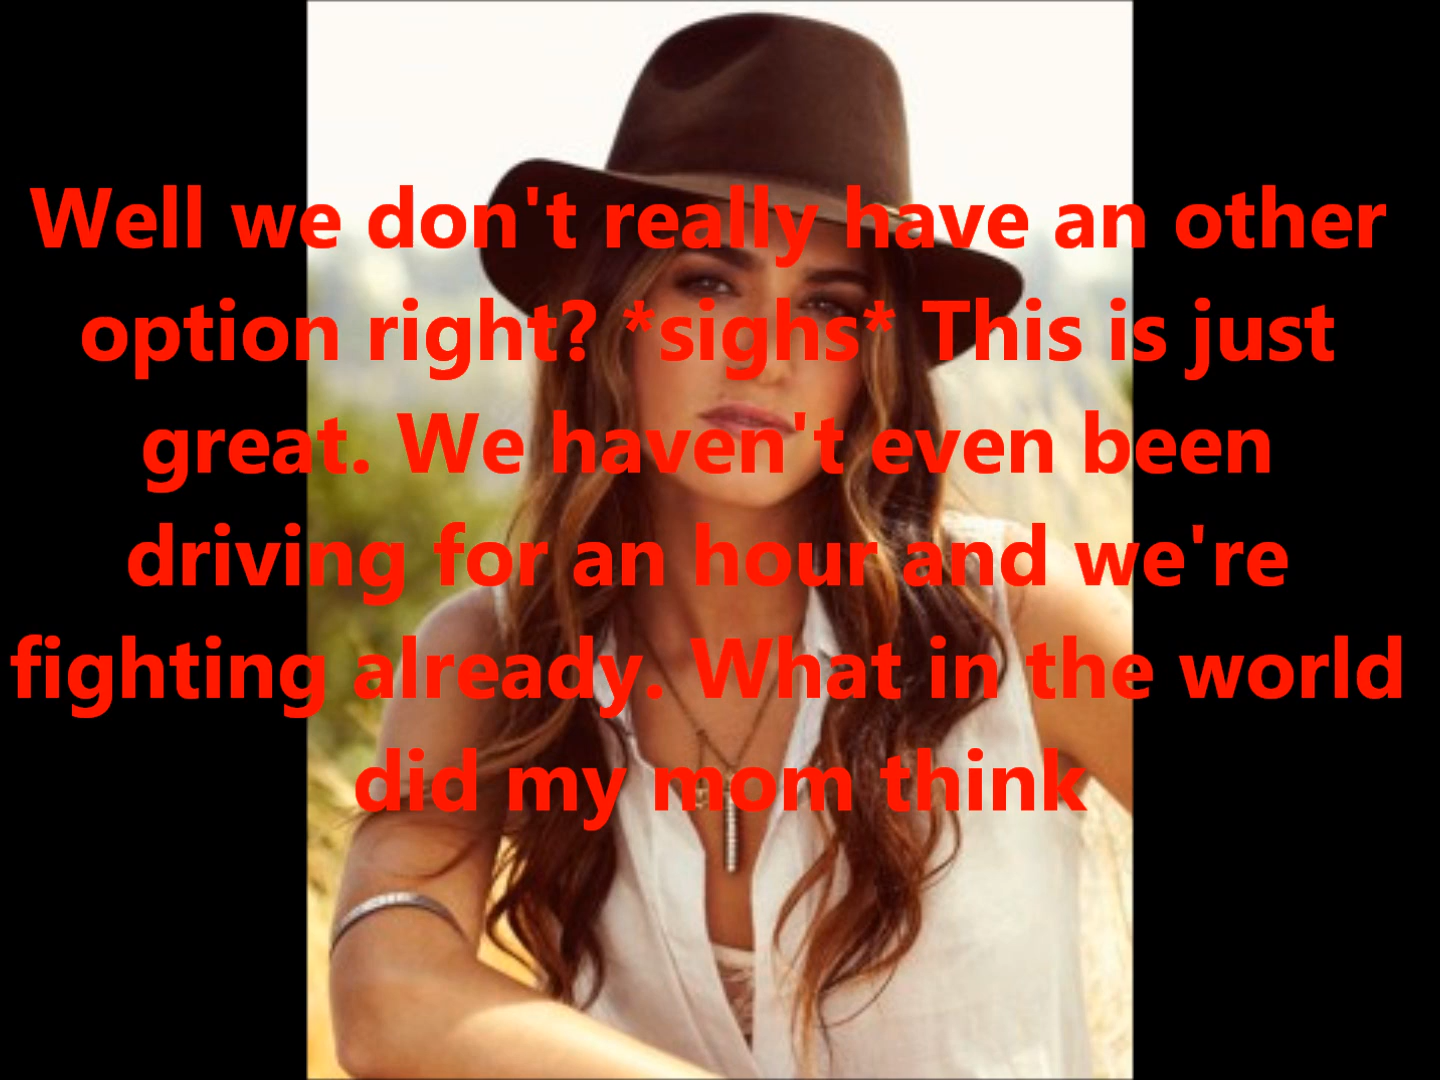 Well we don't really have an other
option right? *sighs* This is just
great. We haven't even been
driving for an hour and we're
fighting already. What in the world
did my mom think